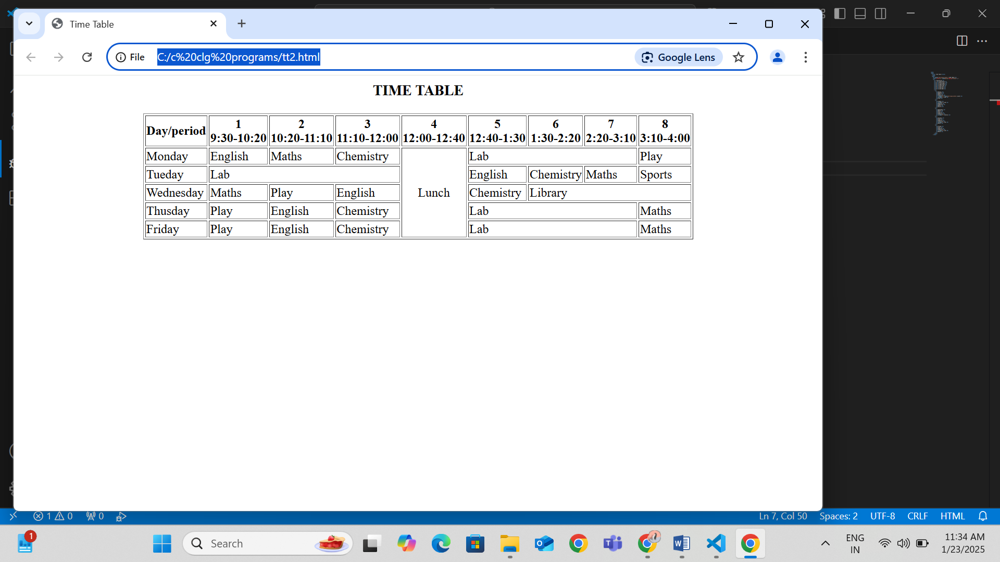 Time Table
File C:/c%20clg%20programs/tt2.html Google Lens
TIME TABLE
Day/period 1 2 3 4 5 6 7 8
9:30-10:20 10:20-11:10 11:10-12:00 12:00-12:40 12:40-1:30 1:30-2:20 2:20-3:10 3:10-4:00
Monday English Maths Chemistry Lab Play
Tueday Lab English Chemistry Maths Sports
Wednesday Maths Play English Lunch Chemistry Library
Thusday Play English Chemistry Lab Maths
Friday Play English Chemistry Lab Maths
1 0 0 Ln 7, Col 50 Spaces: 2 UTF-8 CRLF HTML
1 Search ENG 11:34 AM
IN 1/23/2025